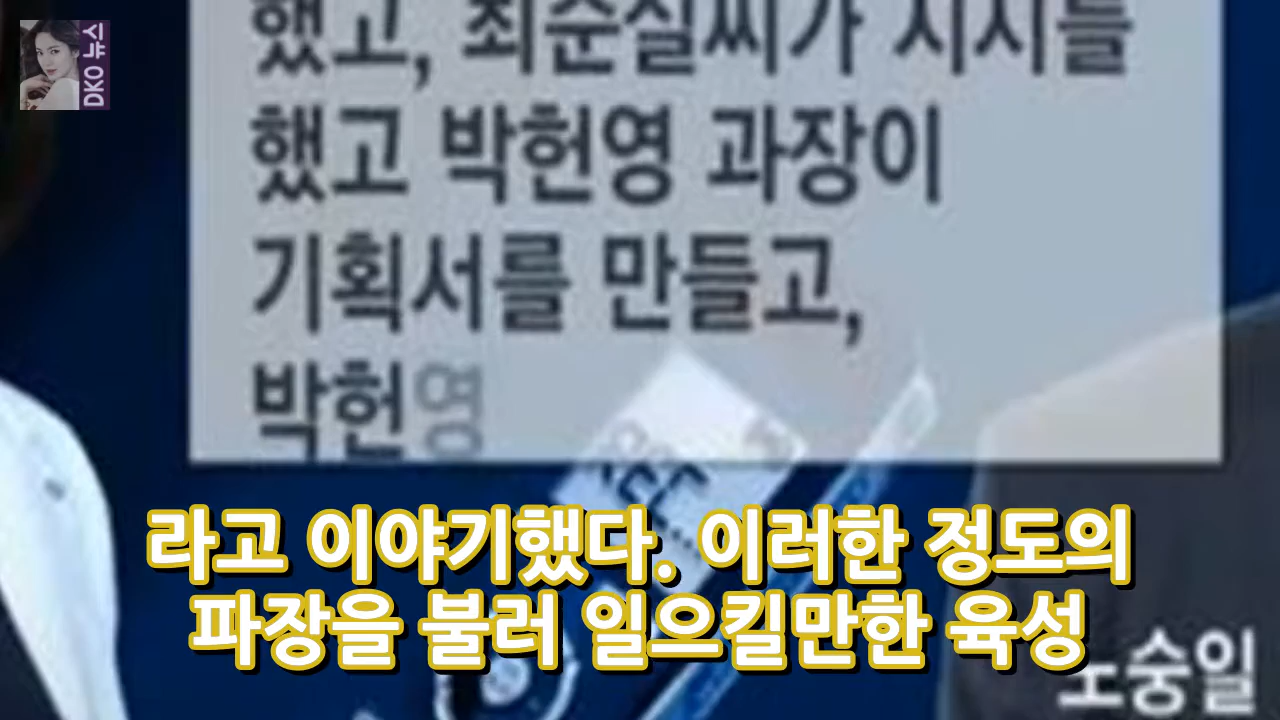 DKO 뉴스
했고, 최순실씨가 지시를
했고 박헌영 과장이
기획서를 만들고,
박헌영
라고 이야기했다. 이러한 정도의
파장을 불러 일으킬만한 육성
노승일